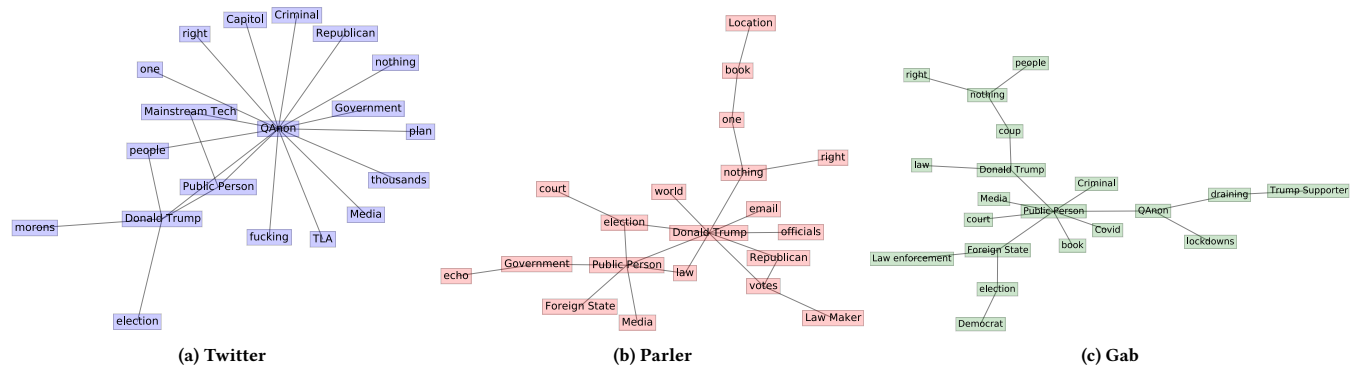 Criminal
Capitol
right
Republican
nothing
one
Mainstream Tech
Government
QAnon
plan
people
thousands
Public Person
Media
Donald Trump
morons
fucking
TLA
election
(a) Twitter
Location
book
one
nothing
right
court
world
email
election
Donald Trump
officials
Republican
Government
Public Person
echo
law
votes
Foreign State
Media
Law Maker
(b) Parler
people
right
nothing
coup
law
Donald Trump
Criminal
Media
draining
Trump Supporter
Public Person
QAnon
court
Covid
lockdowns
book
Foreign State
Law enforcement
election
Democrat
(c) Gab